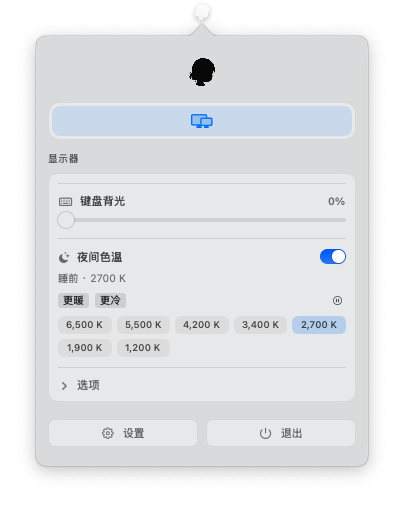 显示器
键盘背光 0%
夜间色温
睡前 · 2700 K
更暖 更冷
6,500 K 5,500 K 4,200 K 3,400 K 2,700 K
1,900 K 1,200 K
选项
设置 退出